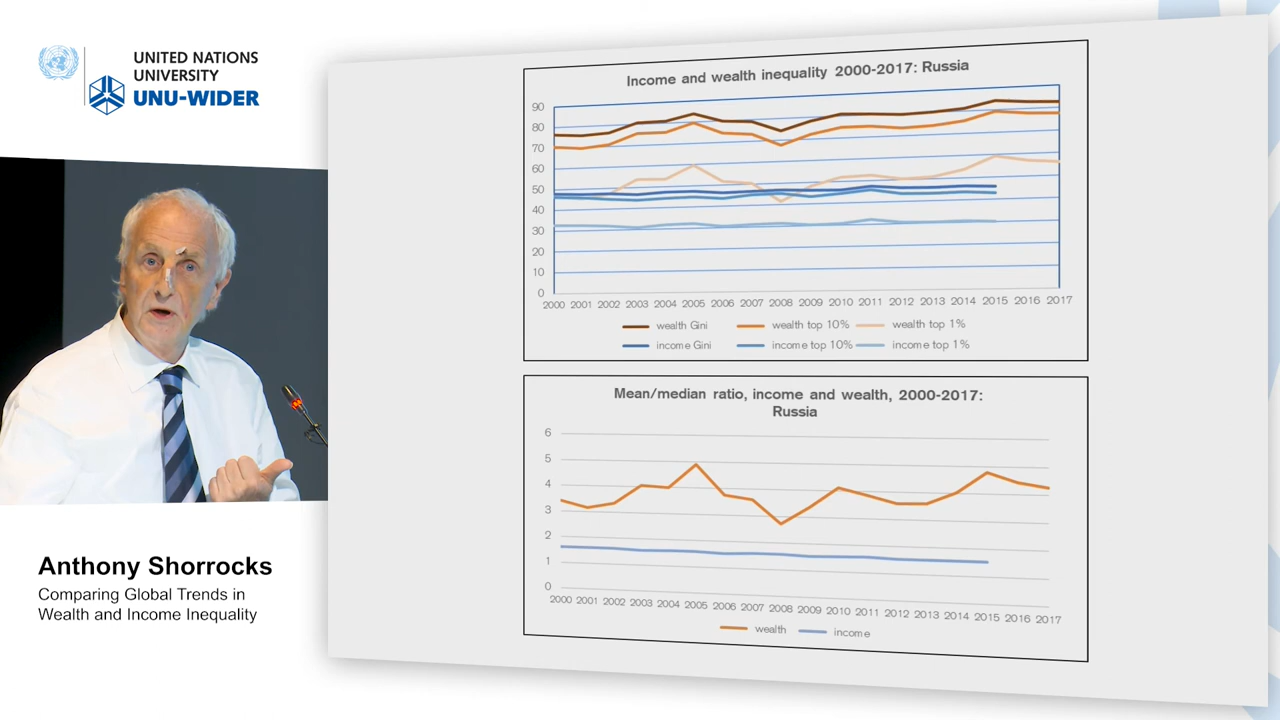 UNITED NATIONS
UNIVERSITY
UNU-WIDER
Anthony Shorrocks
Comparing Global Trends in
Wealth and Income Inequality
Income and wealth inequality 2000-2017: Russia
90
80
70
60
50
40
30
20
10
0
2000 2001 2002 2003 2004 2005 2006 2007 2008 2009 2010 2011 2012 2013 2014 2015 2016 2017
wealth Gini wealth top 10% wealth top 1%
income Gini income top 10% income top 1%
Mean/median ratio, income and wealth, 2000-2017:
Russia
6
5
4
3
2
1
0
2000 2001 2002 2003 2004 2005 2006 2007 2008 2009 2010 2011 2012 2013 2014 2015 2016 2017
wealth income